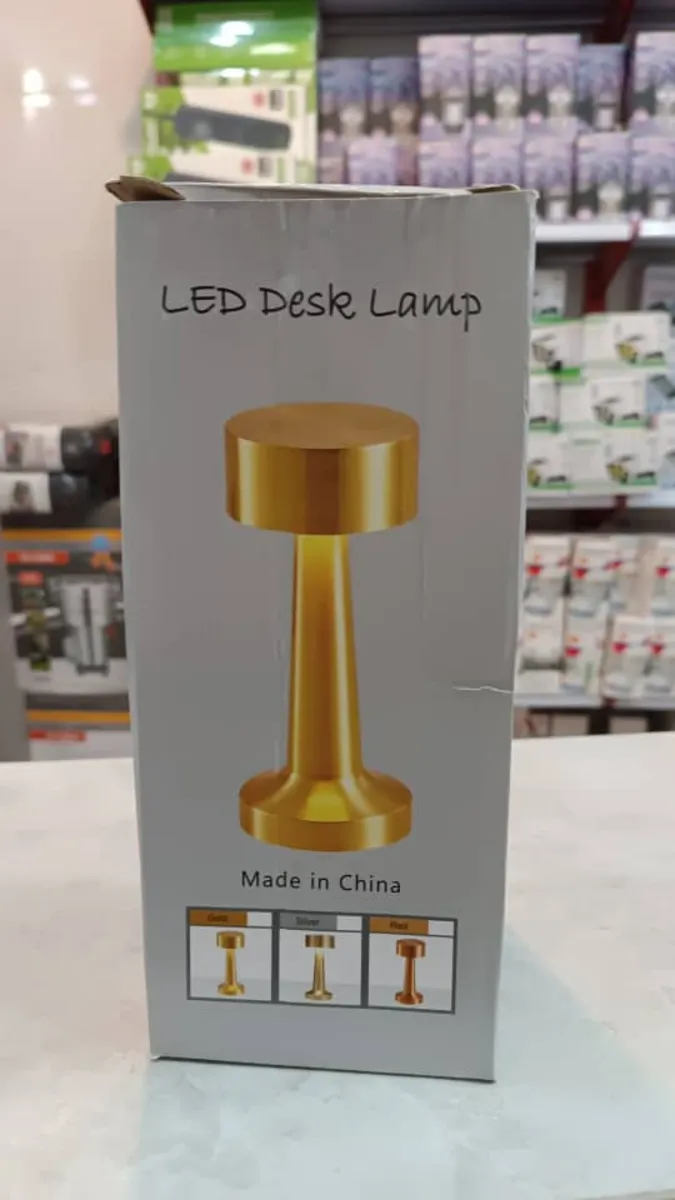 LED Desk Lamp
Made in China
Gold
Silver
Red